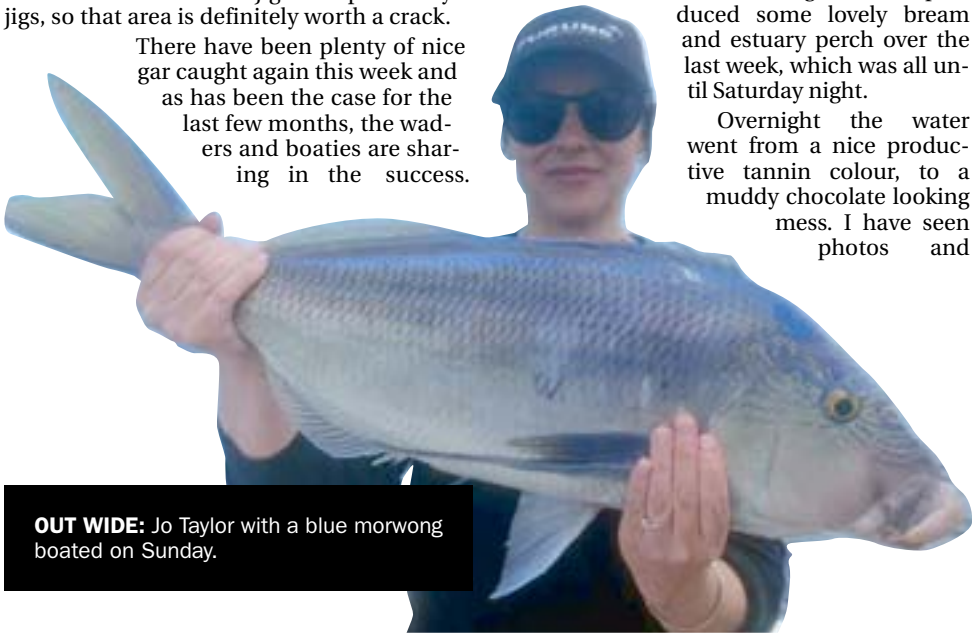 jigs, so that area is definitely worth a crack.
There have been plenty of nice
gar caught again this week and
as has been the case for the
last few months, the wad-
ers and boaties are shar-
ing in the success.
duced some lovely bream
and estuary perch over the
last week, which was all un-
til Saturday night.
Overnight the water
went from a nice produc-
tive tannin colour, to a
muddy chocolate looking
mess. I have seen
photos and
OUT WIDE: Jo Taylor with a blue morwong
boated on Sunday.